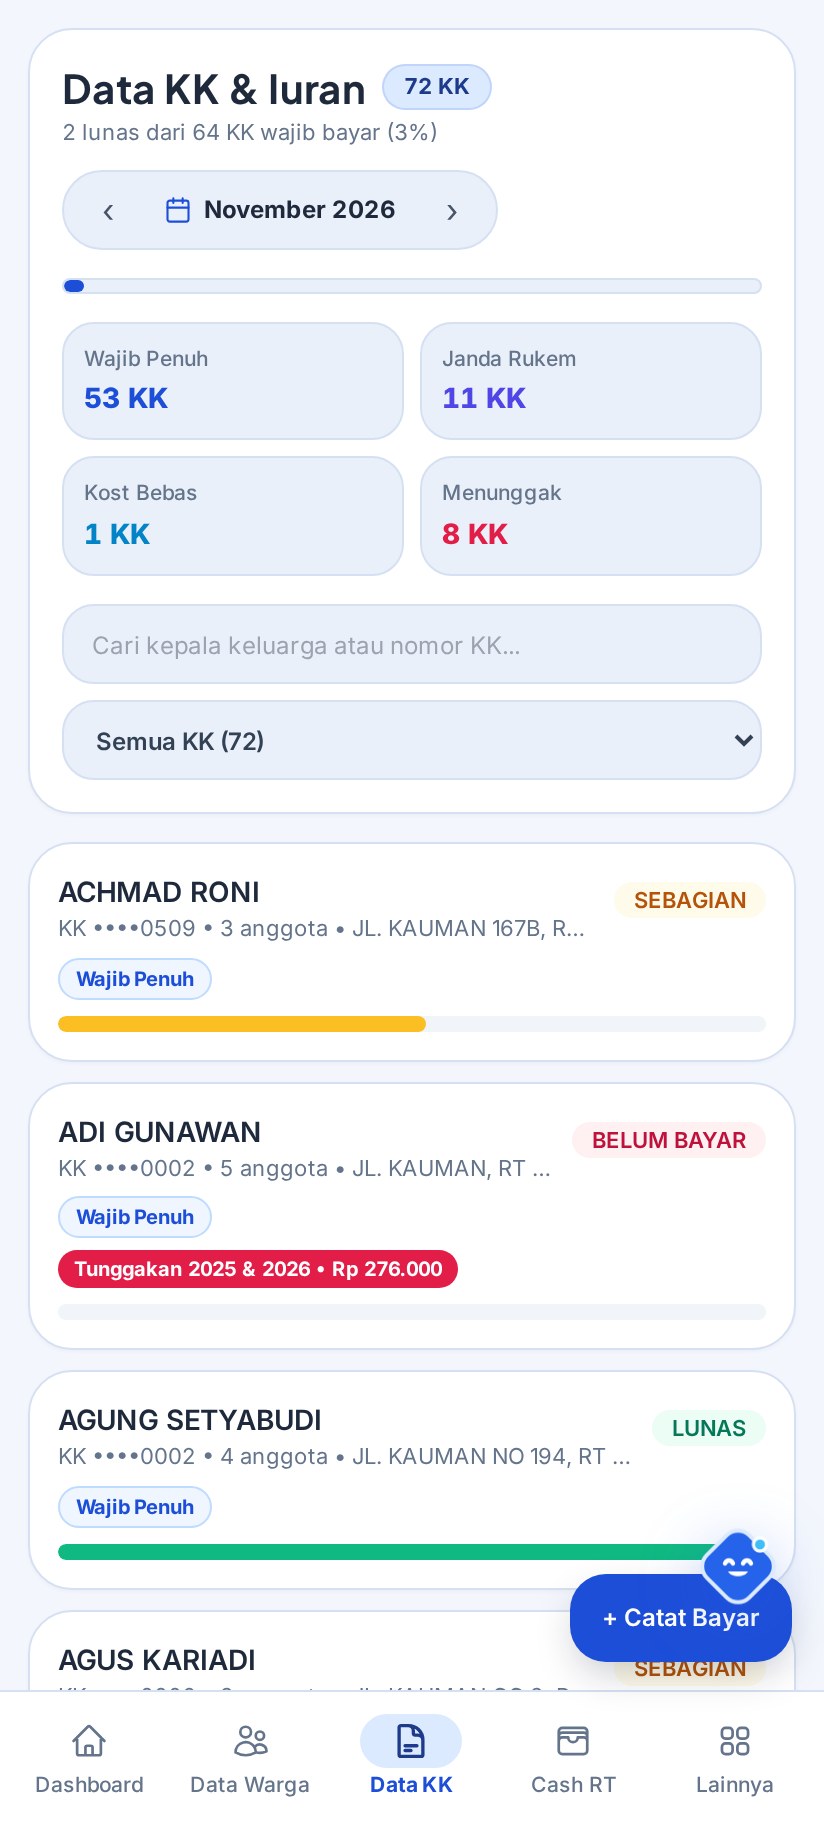 Data KK & Iuran 72 KK
2 lunas dari 64 KK wajib bayar (3%)
‹ November 2026 ›
Wajib Penuh
53 KK
Janda Rukem
11 KK
Kost Bebas
1 KK
Menunggak
8 KK
Cari kepala keluarga atau nomor KK...
Semua KK (72)
ACHMAD RONI
SEBAGIAN
KK ••••0509 • 3 anggota • JL. KAUMAN 167B, R...
Wajib Penuh
ADI GUNAWAN
BELUM BAYAR
KK ••••0002 • 5 anggota • JL. KAUMAN, RT ...
Wajib Penuh
Tunggakan 2025 & 2026 • Rp 276.000
AGUNG SETYABUDI
LUNAS
KK ••••0002 • 4 anggota • JL. KAUMAN NO 194, RT ...
Wajib Penuh
+ Catat Bayar
AGUS KARIADI
SEBAGIAN
Dashboard
Data Warga
Data KK
Cash RT
Lainnya